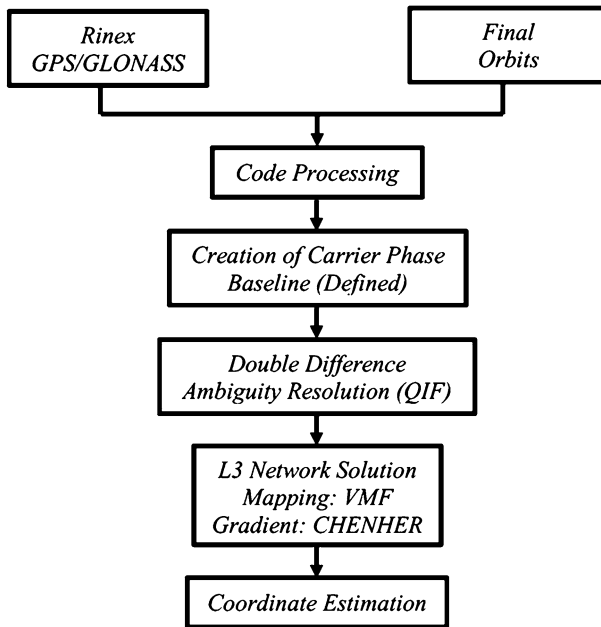 Rinex
GPS/GLONASS
Final
Orbits
Code Processing
Creation of Carrier Phase
Baseline (Defined)
Double Difference
Ambiguity Resolution (QIF)
L3 Network Solution
Mapping: VMF
Gradient: CHENHER
Coordinate Estimation